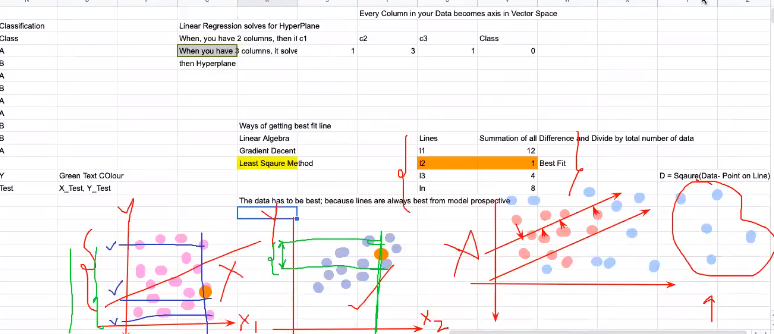 Every Column in your Data becomes axis in Vector Space
Classification Linear Regression solves for HyperPlane
Class When, you have 2 columns, then it c1 c2 c3 Class
A When you have 3 columns, it solve 1 3 1 0
B then Hyperplane
A
B
A
A
B Ways of getting best fit line
B Linear Algebra Lines Summation of all Difference and Divide by total number of data
A Gradient Decent l1 12
Least Sqaure Method l2 1 Best Fit
Y Green Text COlour l3 4 D = Sqaure(Data- Point on Line)
Test X_Test, Y_Test ln 8
The data has to be best; because lines are always best from model prospective
Y Y
X1 X2